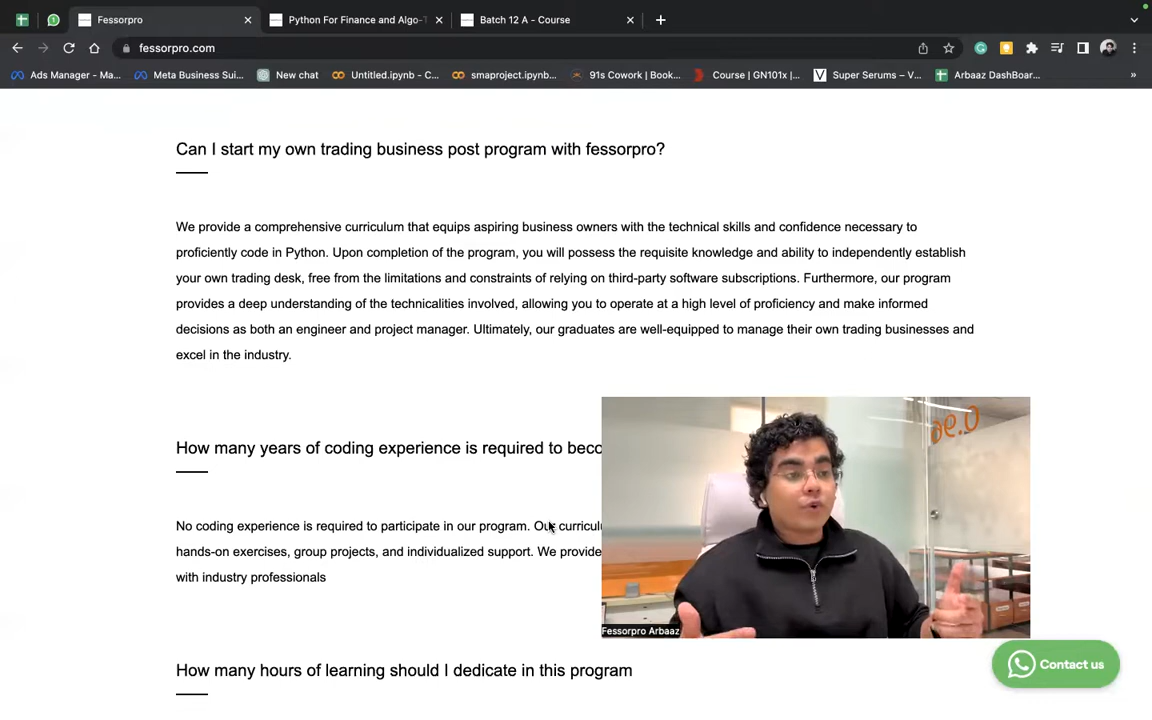 Fessorpro
Python For Finance and Algo-T
Batch 12 A - Course
fessorpro.com
Ads Manager - Ma...
Meta Business Sui...
New chat
Untitled.ipynb - C...
smaproject.ipynb...
91s Cowork | Book...
Course | GN101x |...
Super Serums – V...
Arbaaz DashBoar...
Can I start my own trading business post program with fessorpro?
We provide a comprehensive curriculum that equips aspiring business owners with the technical skills and confidence necessary to
proficiently code in Python. Upon completion of the program, you will possess the requisite knowledge and ability to independently establish
your own trading desk, free from the limitations and constraints of relying on third-party software subscriptions. Furthermore, our program
provides a deep understanding of the technicalities involved, allowing you to operate at a high level of proficiency and make informed
decisions as both an engineer and project manager. Ultimately, our graduates are well-equipped to manage their own trading businesses and
excel in the industry.
How many years of coding experience is required to beco
No coding experience is required to participate in our program. Our curriculu
hands-on exercises, group projects, and individualized support. We provide
with industry professionals
Fessorpro Arbaaz
How many hours of learning should I dedicate in this program
Contact us